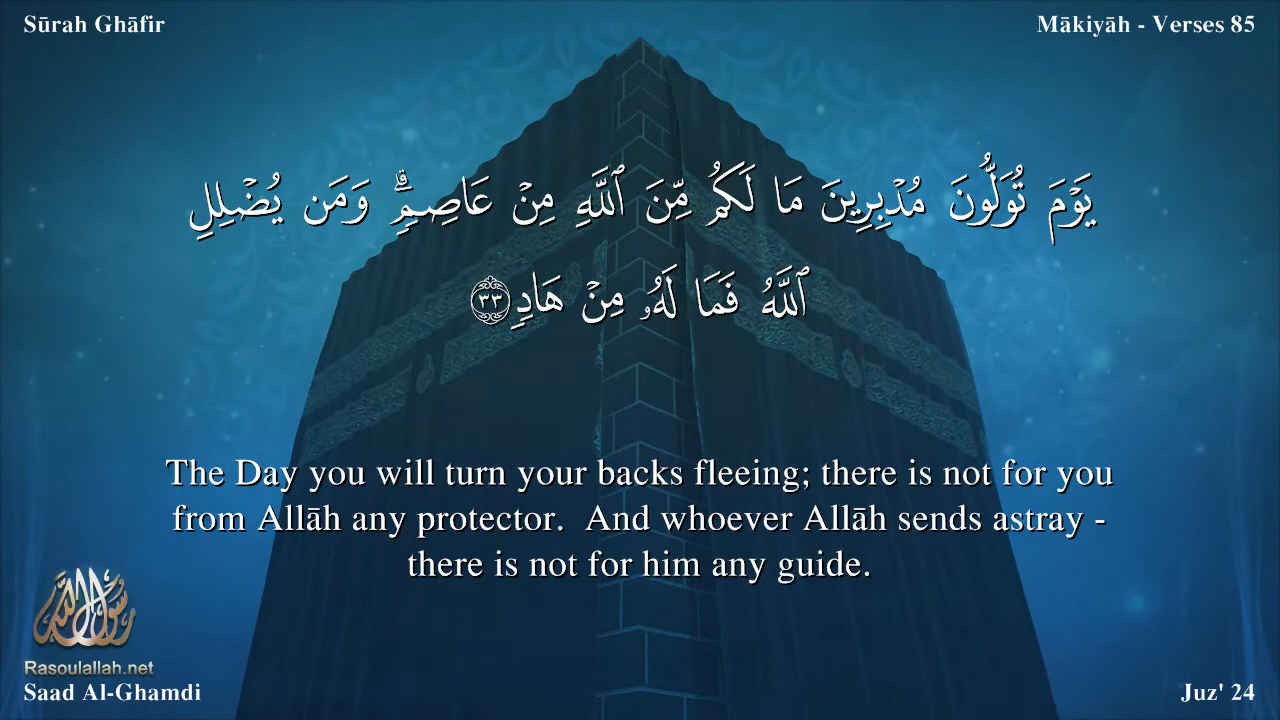 Sūrah Ghāfir
Mākiyāh - Verses 85
يَوْمَ تُوَلُّونَ مُدْبِرِينَ مَا لَكُم مِّنَ ٱللَّهِ مِنْ عَاصِمٍۢ ۗ وَمَن يُضْلِلِ
ٱللَّهُ فَمَا لَهُۥ مِنْ هَادٍۢ ٣٣
The Day you will turn your backs fleeing; there is not for you
from Allāh any protector.  And whoever Allāh sends astray -
there is not for him any guide.
رسول الله
Rasoulallah.net
Saad Al-Ghamdi
Juz' 24